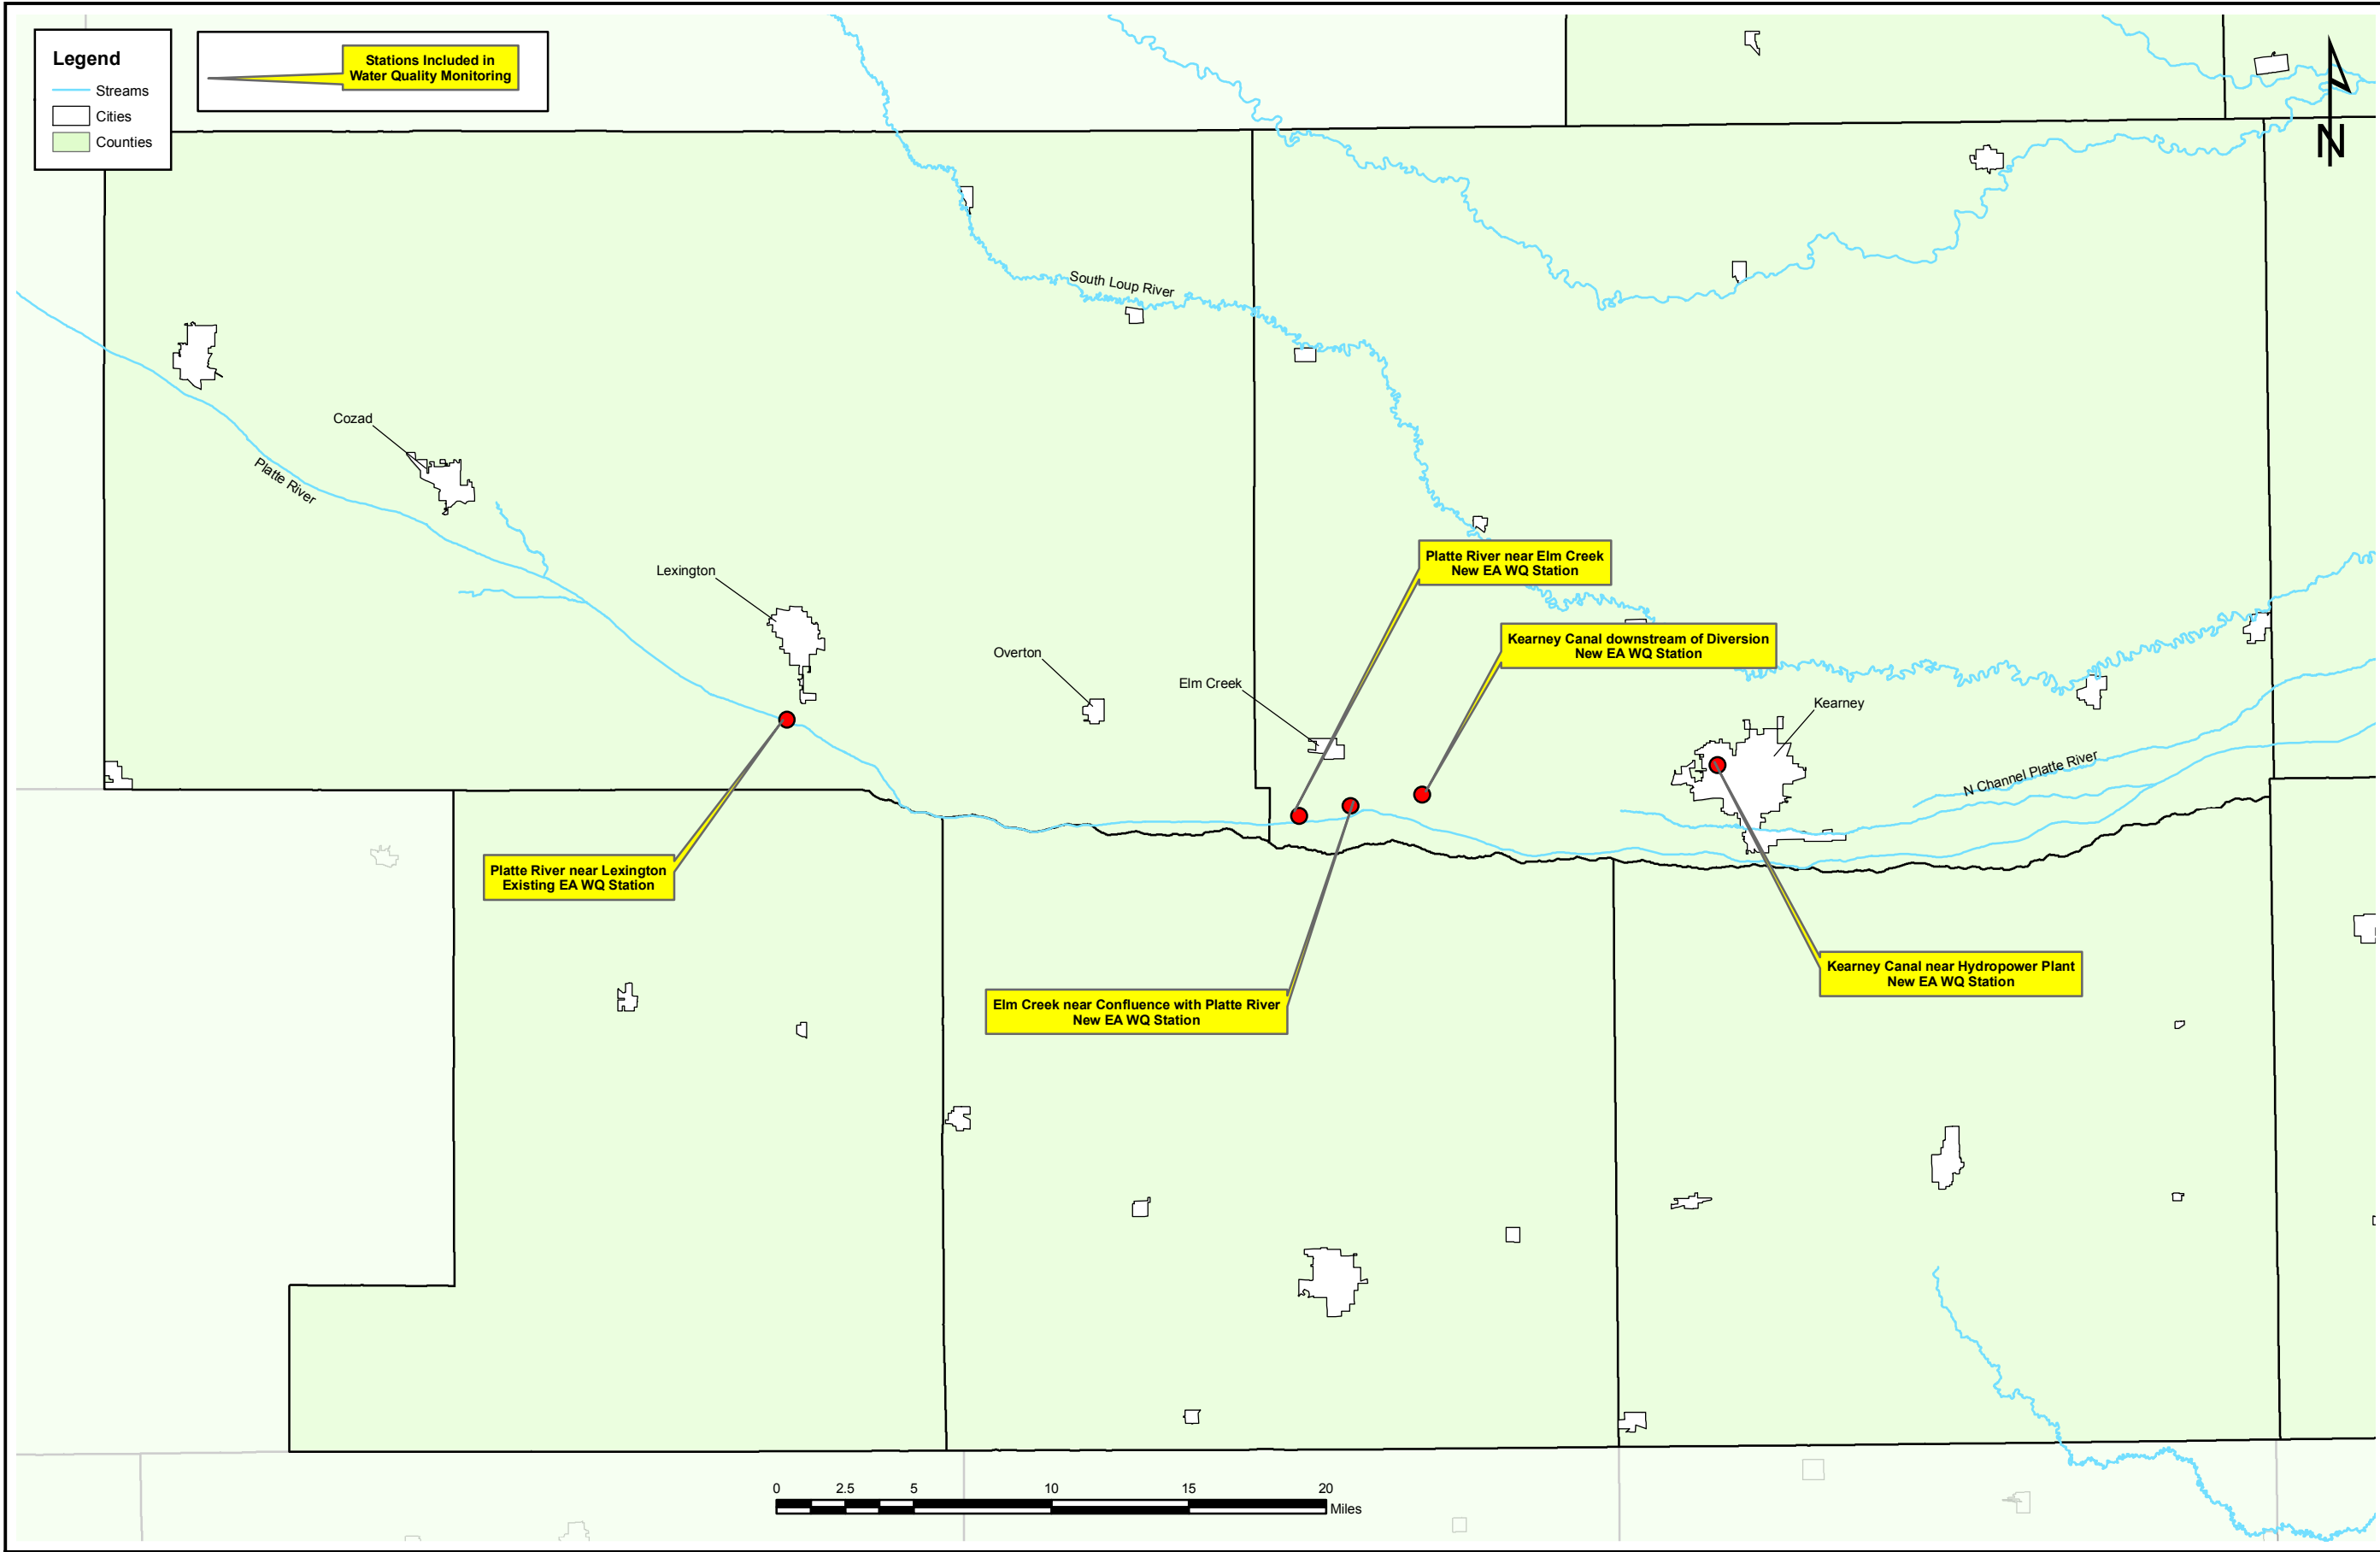 Legend
Streams
Cities
Counties
Stations Included in
Water Quality Monitoring
N
South Loup River
Cozad
Platte River
Lexington
Platte River near Elm Creek
New EA WQ Station
Kearney Canal downstream of Diversion
New EA WQ Station
Overton
Elm Creek
Kearney
N Channel Platte River
Platte River near Lexington
Existing EA WQ Station
Kearney Canal near Hydropower Plant
New EA WQ Station
Elm Creek near Confluence with Platte River
New EA WQ Station
0 2.5 5 10 15 20
Miles